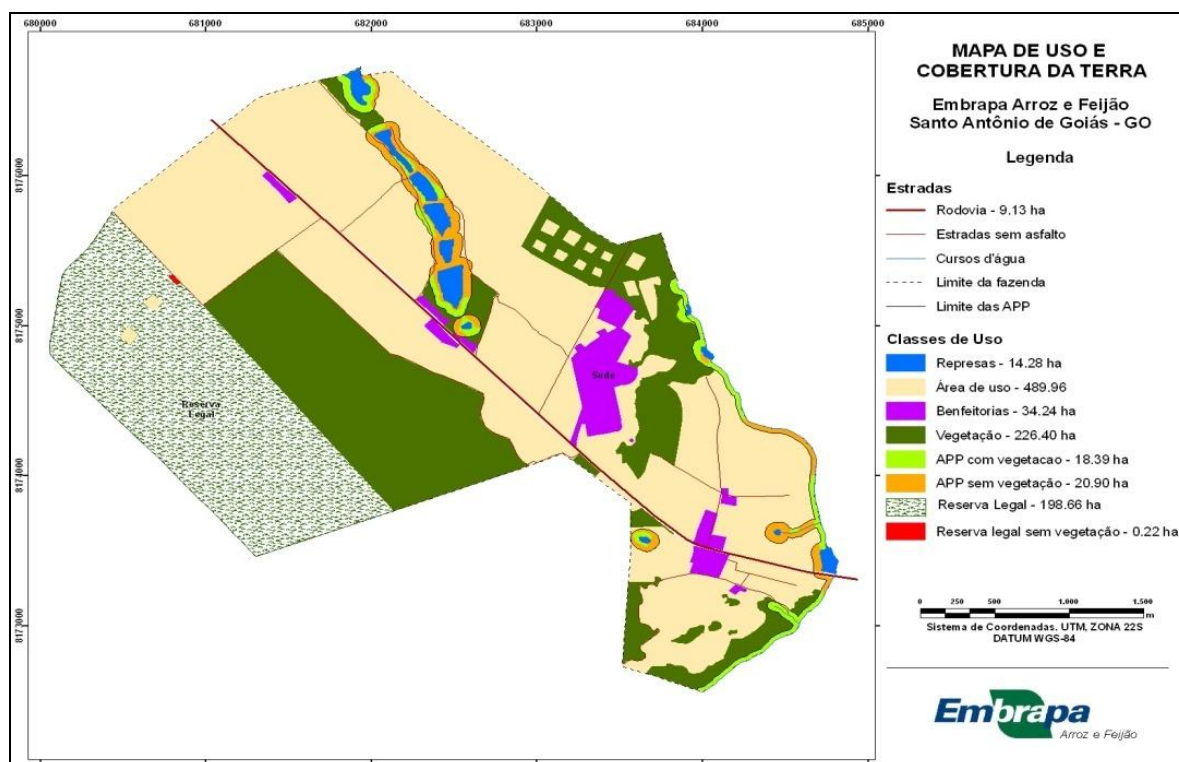 680000 681000 682000 683000 684000 685000
8176000
8175000
8174000
8173000
Reserva
Legal
Sede
MAPA DE USO E
COBERTURA DA TERRA
Embrapa Arroz e Feijão
Santo Antônio de Goiás - GO
Legenda
Estradas
Rodovia - 9.13 ha
Estradas sem asfalto
Cursos d'água
Limite da fazenda
Limite das APP
Classes de Uso
Represas - 14.28 ha
Área de uso - 489.96
Benfeitorias - 34.24 ha
Vegetação - 226.40 ha
APP com vegetacao - 18.39 ha
APP sem vegetação - 20.90 ha
Reserva Legal - 198.66 ha
Reserva legal sem vegetação - 0.22 ha
0 250 500 1.000 1.500
m
Sistema de Coordenadas. UTM, ZONA 22S
DATUM WGS-84
Embrapa
Arroz e Feijão